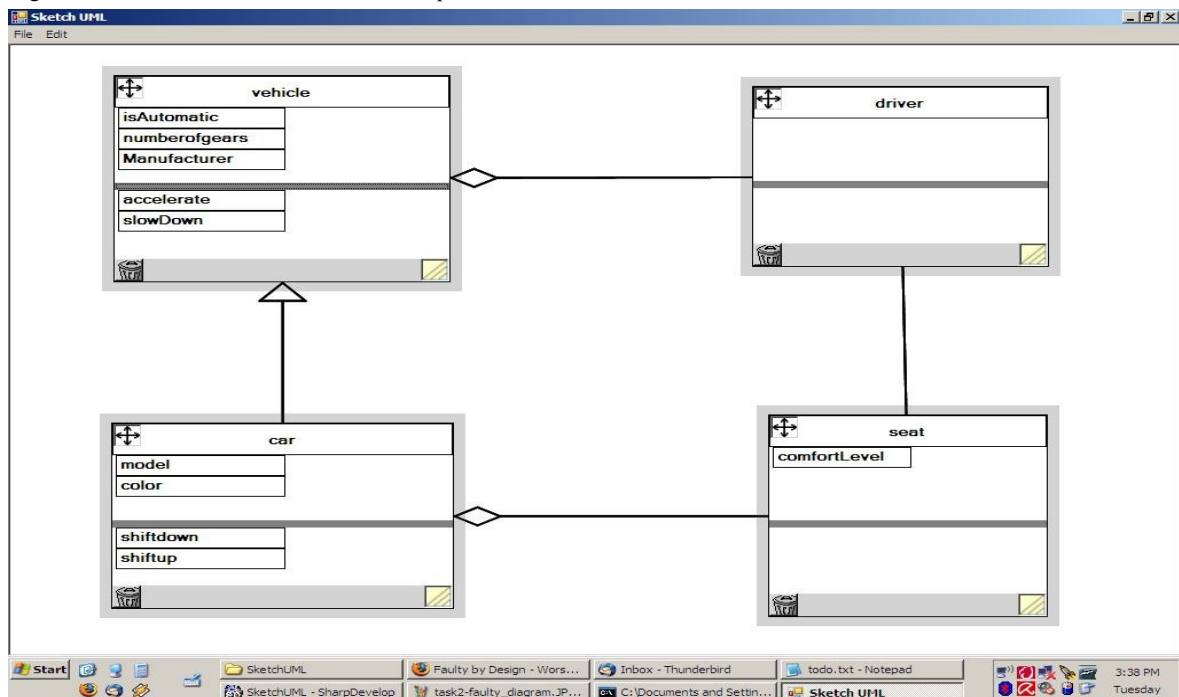 Sketch UML
File Edit
vehicle
isAutomatic
numberofgears
Manufacturer
accelerate
slowDown
driver
car
model
color
shiftdown
shiftup
seat
comfortLevel
Start
SketchUML
Faulty by Design - Wors...
Inbox - Thunderbird
todo.txt - Notepad
3:38 PM
SketchUML - SharpDevelop
task2-faulty_diagram.JP...
C:\Documents and Settin...
Sketch UML
Tuesday